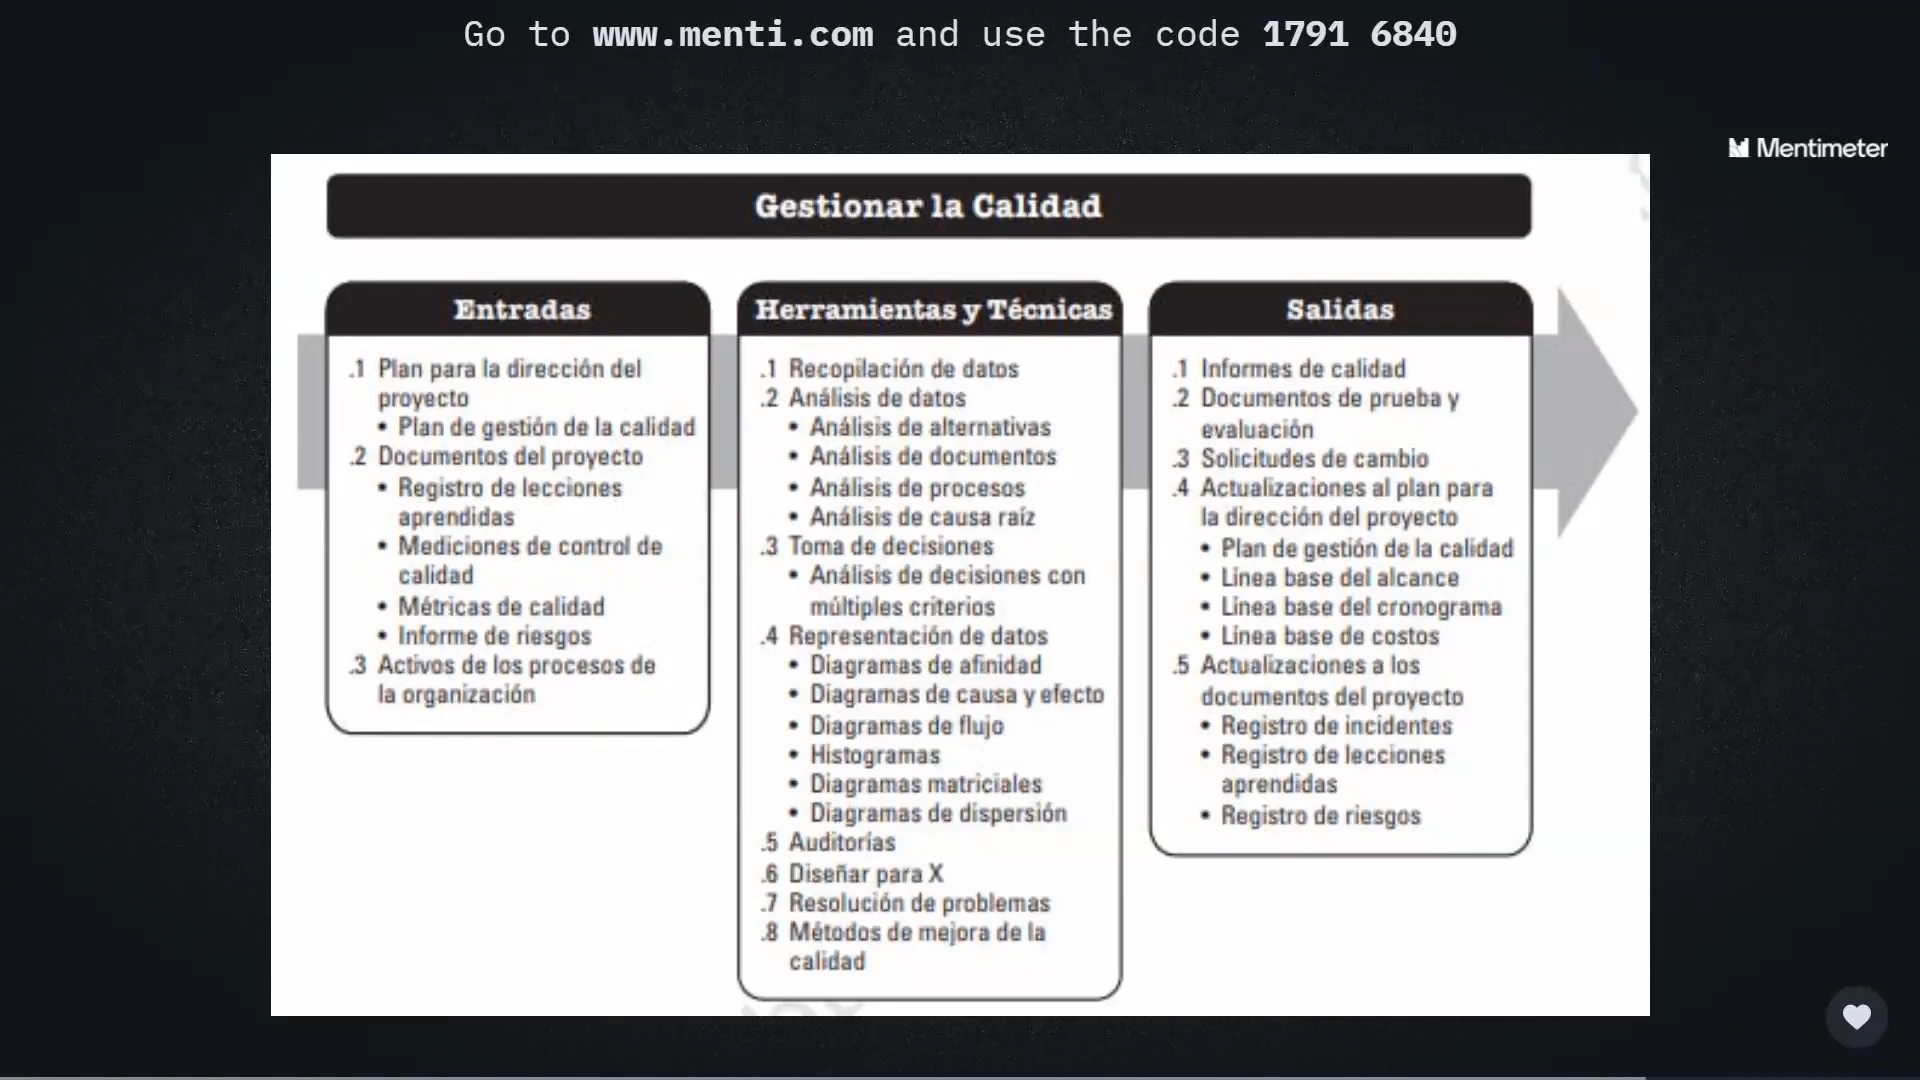 Go to www.menti.com and use the code 1791 6840
Mentimeter
Gestionar la Calidad
Entradas
.1 Plan para la dirección del
proyecto
• Plan de gestión de la calidad
.2 Documentos del proyecto
• Registro de lecciones
aprendidas
• Mediciones de control de
calidad
• Métricas de calidad
• Informe de riesgos
.3 Activos de los procesos de
la organización
Herramientas y Técnicas
.1 Recopilación de datos
.2 Análisis de datos
• Análisis de alternativas
• Análisis de documentos
• Análisis de procesos
• Análisis de causa raíz
.3 Toma de decisiones
• Análisis de decisiones con
múltiples criterios
.4 Representación de datos
• Diagramas de afinidad
• Diagramas de causa y efecto
• Diagramas de flujo
• Histogramas
• Diagramas matriciales
• Diagramas de dispersión
.5 Auditorías
.6 Diseñar para X
.7 Resolución de problemas
.8 Métodos de mejora de la
calidad
Salidas
.1 Informes de calidad
.2 Documentos de prueba y
evaluación
.3 Solicitudes de cambio
.4 Actualizaciones al plan para
la dirección del proyecto
• Plan de gestión de la calidad
• Línea base del alcance
• Línea base del cronograma
• Línea base de costos
.5 Actualizaciones a los
documentos del proyecto
• Registro de incidentes
• Registro de lecciones
aprendidas
• Registro de riesgos